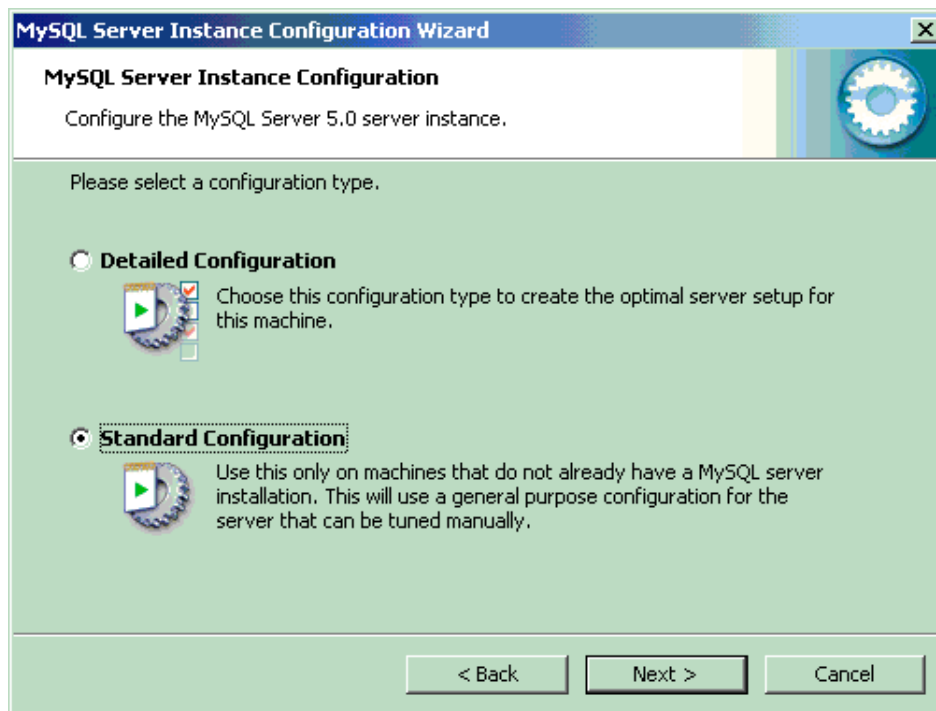 MySQL Server Instance Configuration Wizard
MySQL Server Instance Configuration
Configure the MySQL Server 5.0 server instance.
Please select a configuration type.
Detailed Configuration
Choose this configuration type to create the optimal server setup for
this machine.
Standard Configuration
Use this only on machines that do not already have a MySQL server
installation. This will use a general purpose configuration for the
server that can be tuned manually.
< Back
Next >
Cancel